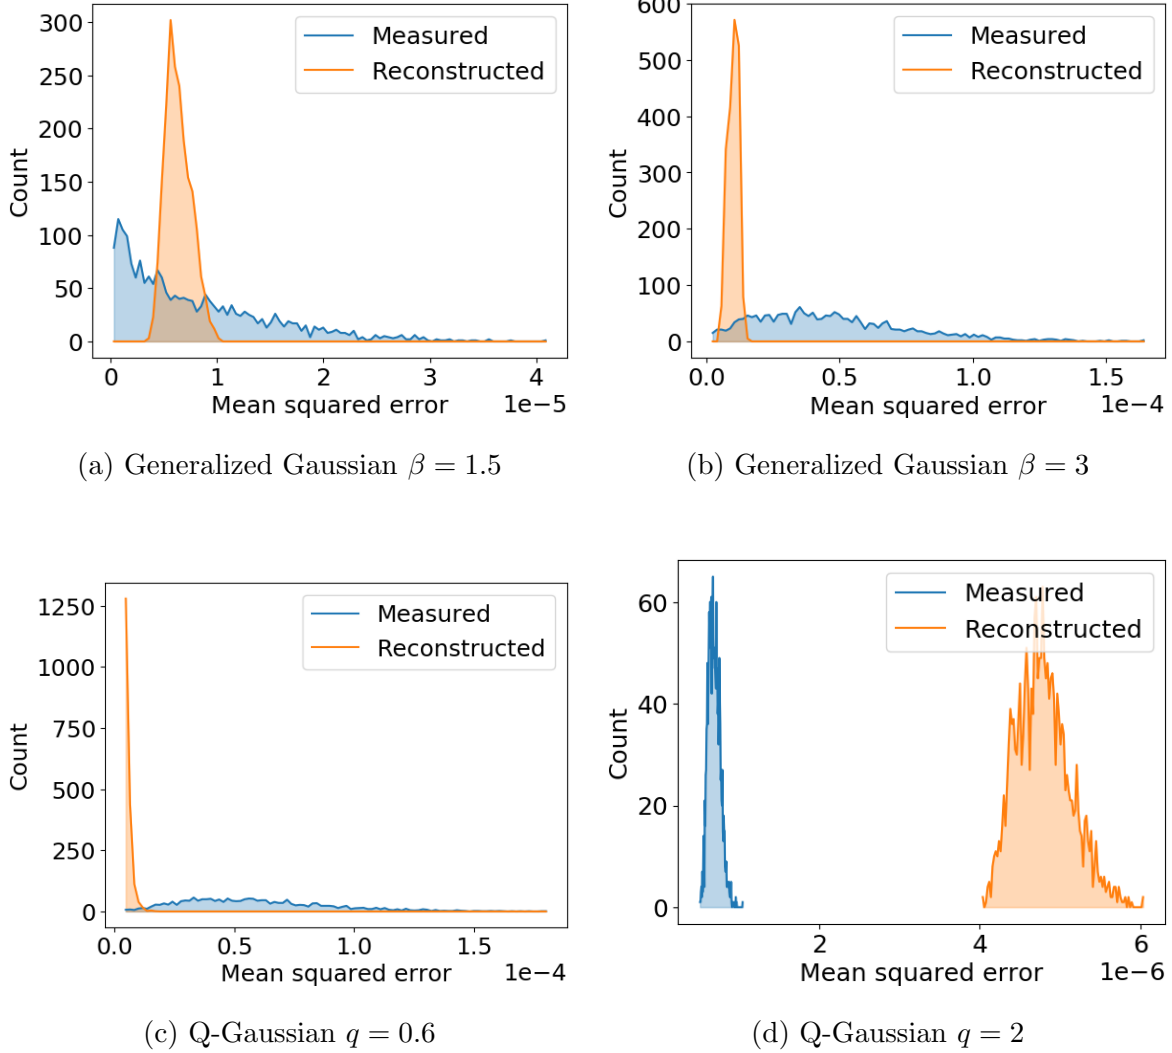 300
250
200
150
100
50
0
Count
Measured
Reconstructed
0 1 2 3 4
Mean squared error
1e−5
(a) Generalized Gaussian β = 1.5
600
500
400
300
200
100
0
Count
Measured
Reconstructed
0.0 0.5 1.0 1.5
Mean squared error
1e−4
(b) Generalized Gaussian β = 3
1250
1000
750
500
250
0
Count
Measured
Reconstructed
0.0 0.5 1.0 1.5
Mean squared error
1e−4
(c) Q-Gaussian q = 0.6
60
40
20
0
Count
Measured
Reconstructed
2 4 6
Mean squared error
1e−6
(d) Q-Gaussian q = 2